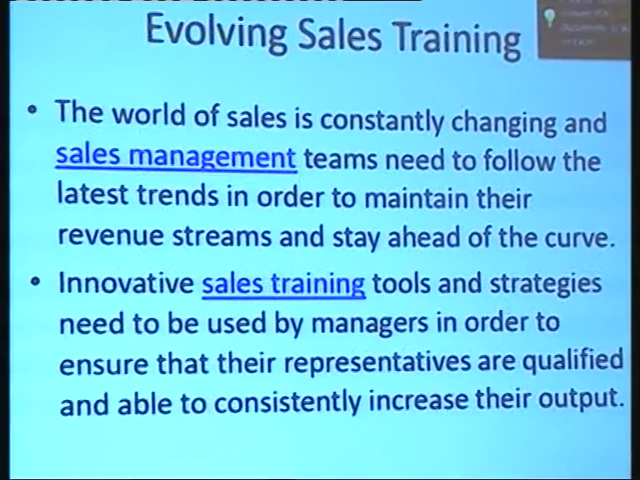 Evolving Sales Training
• The world of sales is constantly changing and
sales management teams need to follow the
latest trends in order to maintain their
revenue streams and stay ahead of the curve.
• Innovative sales training tools and strategies
need to be used by managers in order to
ensure that their representatives are qualified
and able to consistently increase their output.